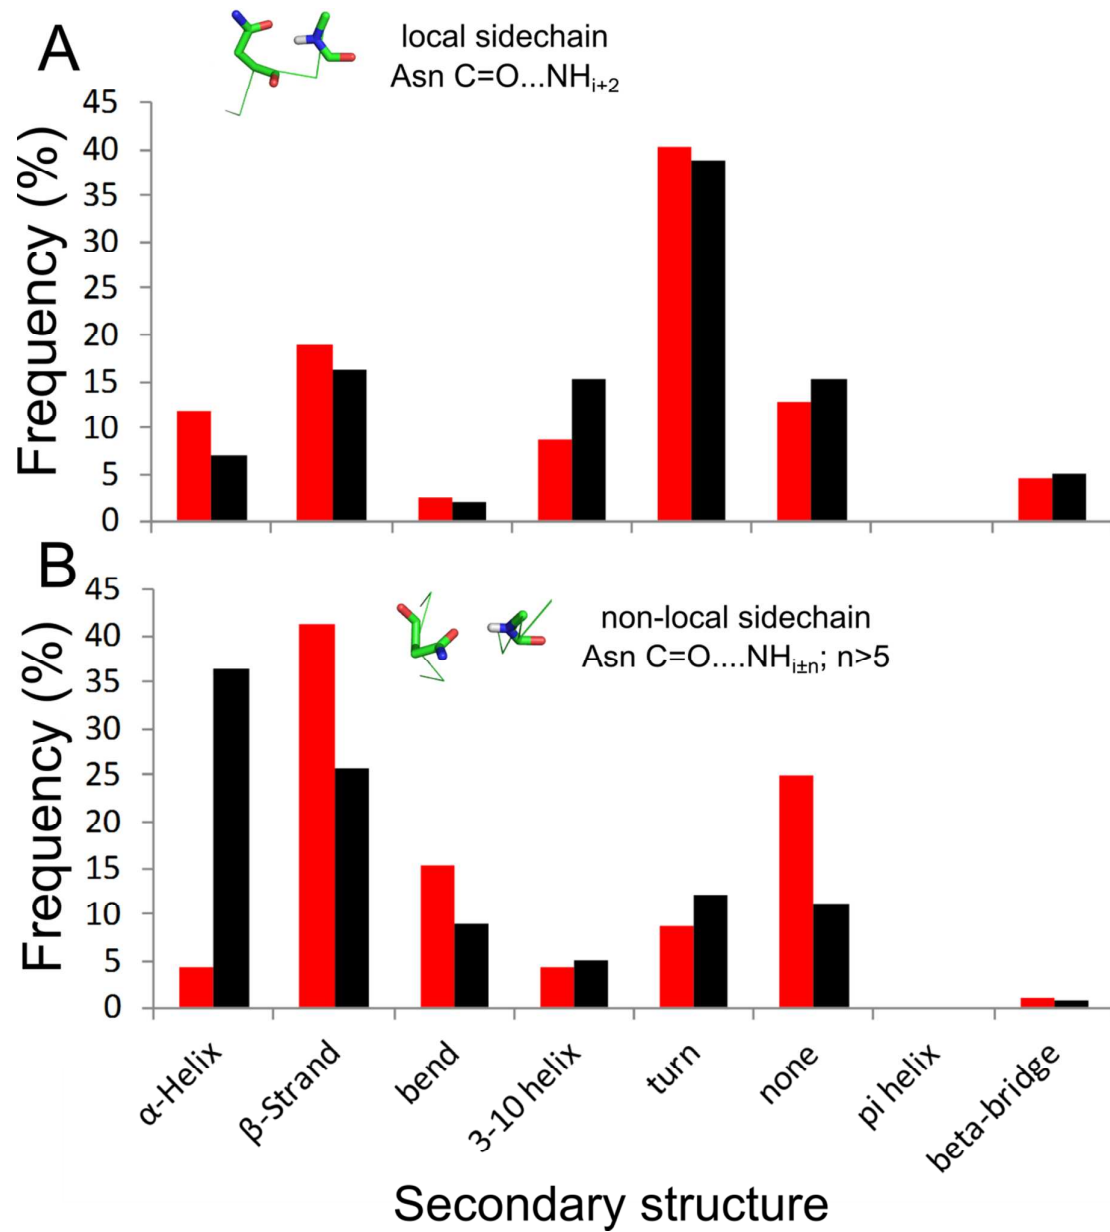 A
local sidechain
Asn C=O...NH_{i+2}
Frequency (%)
45
40
35
30
25
20
15
10
5
0
B
non-local sidechain
Asn C=O....NH_{i±n}; n>5
Frequency (%)
45
40
35
30
25
20
15
10
5
0
α-Helix
β-Strand
bend
3-10 helix
turn
none
pi helix
beta-bridge
Secondary structure